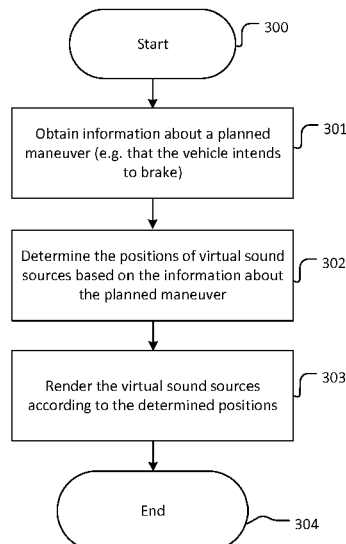 Start
300
Obtain information about a planned
maneuver (e.g. that the vehicle intends
to brake)
301
Determine the positions of virtual sound
sources based on the information about
the planned maneuver
302
Render the virtual sound sources
according to the determined positions
303
End
304